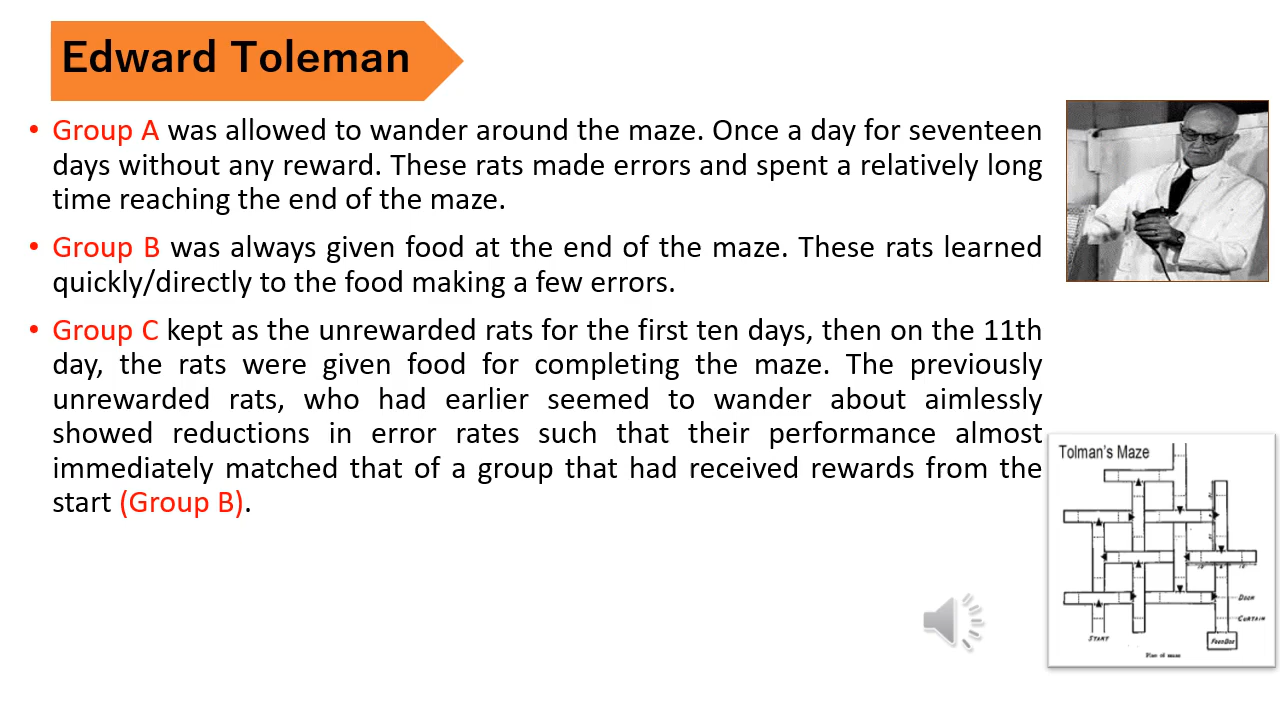 Edward Toleman
• Group A was allowed to wander around the maze. Once a day for seventeen
days without any reward. These rats made errors and spent a relatively long
time reaching the end of the maze.
• Group B was always given food at the end of the maze. These rats learned
quickly/directly to the food making a few errors.
• Group C kept as the unrewarded rats for the first ten days, then on the 11th
day, the rats were given food for completing the maze. The previously
unrewarded rats, who had earlier seemed to wander about aimlessly
showed reductions in error rates such that their performance almost
immediately matched that of a group that had received rewards from the
start (Group B).
Tolman's Maze
DOOR
CURTAIN
START
FOOD BOX
Plan of maze